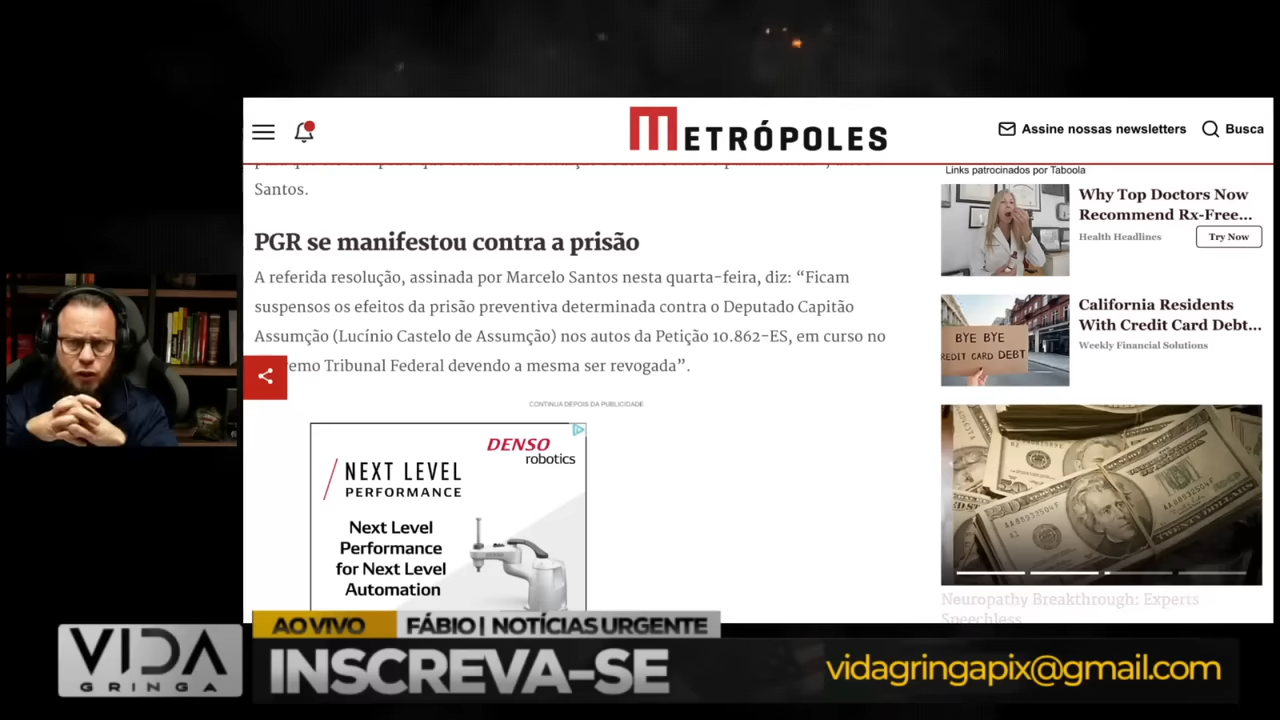 METRÓPOLES
Assine nossas newsletters
Busca
Santos.
PGR se manifestou contra a prisão
A referida resolução, assinada por Marcelo Santos nesta quarta-feira, diz: “Ficam
suspensos os efeitos da prisão preventiva determinada contra o Deputado Capitão
Assumção (Lucínio Castelo de Assumção) nos autos da Petição 10.862-ES, em curso no
emo Tribunal Federal devendo a mesma ser revogada”.
CONTINUA DEPOIS DA PUBLICIDADE
DENSO
robotics
NEXT LEVEL
PERFORMANCE
Next Level
Performance
for Next Level
Automation
Links patrocinados por Taboola
Why Top Doctors Now
Recommend Rx-Free...
Health Headlines
Try Now
BYE BYE
REDIT CARD DEBT
California Residents
With Credit Card Debt...
Weekly Financial Solutions
Neuropathy Breakthrough: Experts
Speechless
AO VIVO
FÁBIO | NOTÍCIAS URGENTE
VIDA
GRINGA
INSCREVA-SE
vidagringapix@gmail.com